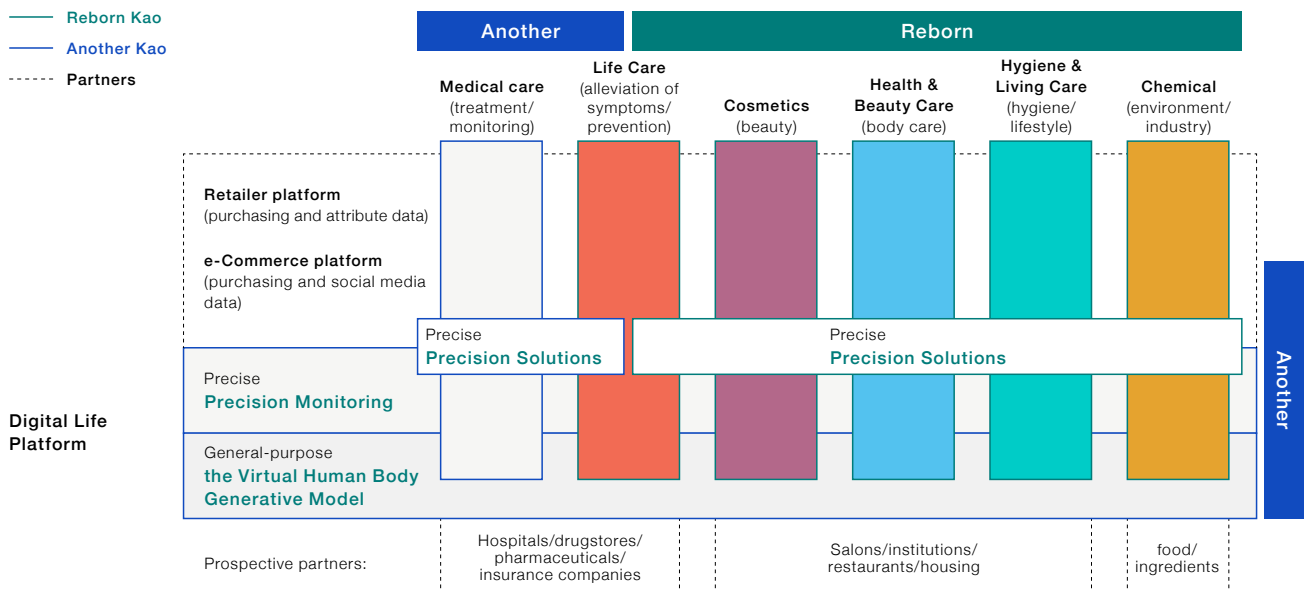 Reborn Kao
Another Kao
Partners
Another
Reborn
Medical care
(treatment/
monitoring)
Life Care
(alleviation of
symptoms/
prevention)
Cosmetics
(beauty)
Health &
Beauty Care
(body care)
Hygiene &
Living Care
(hygiene/
lifestyle)
Chemical
(environment/
industry)
Retailer platform
(purchasing and attribute data)
e-Commerce platform
(purchasing and social media
data)
Precise
Precision Solutions
Precise
Precision Solutions
Digital Life
Platform
Precise
Precision Monitoring
General-purpose
the Virtual Human Body
Generative Model
Another
Prospective partners:
Hospitals/drugstores/
pharmaceuticals/
insurance companies
Salons/institutions/
restaurants/housing
food/
ingredients